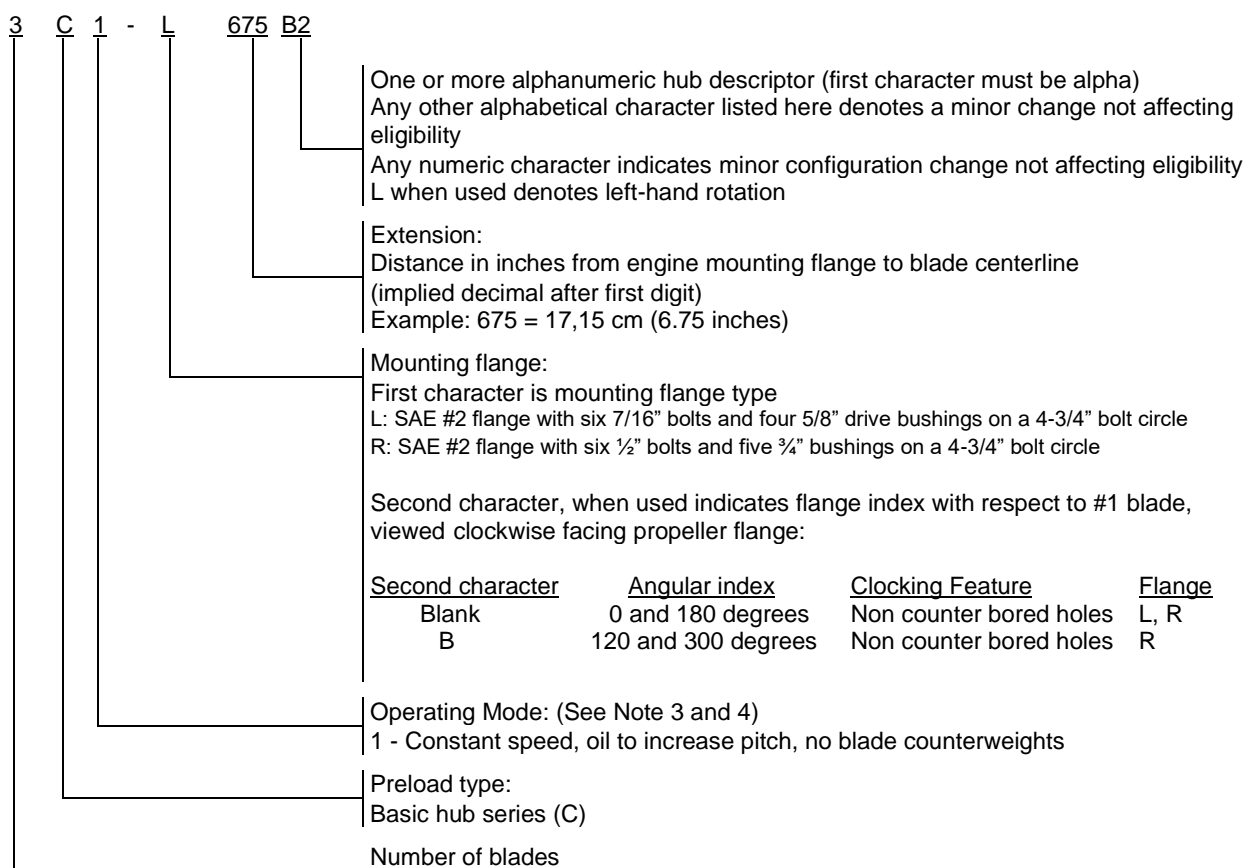 3 C 1 - L 675 B2
One or more alphanumeric hub descriptor (first character must be alpha)
Any other alphabetical character listed here denotes a minor change not affecting
eligibility
Any numeric character indicates minor configuration change not affecting eligibility
L when used denotes left-hand rotation
Extension:
Distance in inches from engine mounting flange to blade centerline
(implied decimal after first digit)
Example: 675 = 17,15 cm (6.75 inches)
Mounting flange:
First character is mounting flange type
L: SAE #2 flange with six 7/16” bolts and four 5/8” drive bushings on a 4-3/4” bolt circle
R: SAE #2 flange with six ½” bolts and five ¾” bushings on a 4-3/4” bolt circle
Second character, when used indicates flange index with respect to #1 blade,
viewed clockwise facing propeller flange:
Second character Angular index Clocking Feature Flange
Blank 0 and 180 degrees Non counter bored holes L, R
B 120 and 300 degrees Non counter bored holes R
Operating Mode: (See Note 3 and 4)
1 - Constant speed, oil to increase pitch, no blade counterweights
Preload type:
Basic hub series (C)
Number of blades